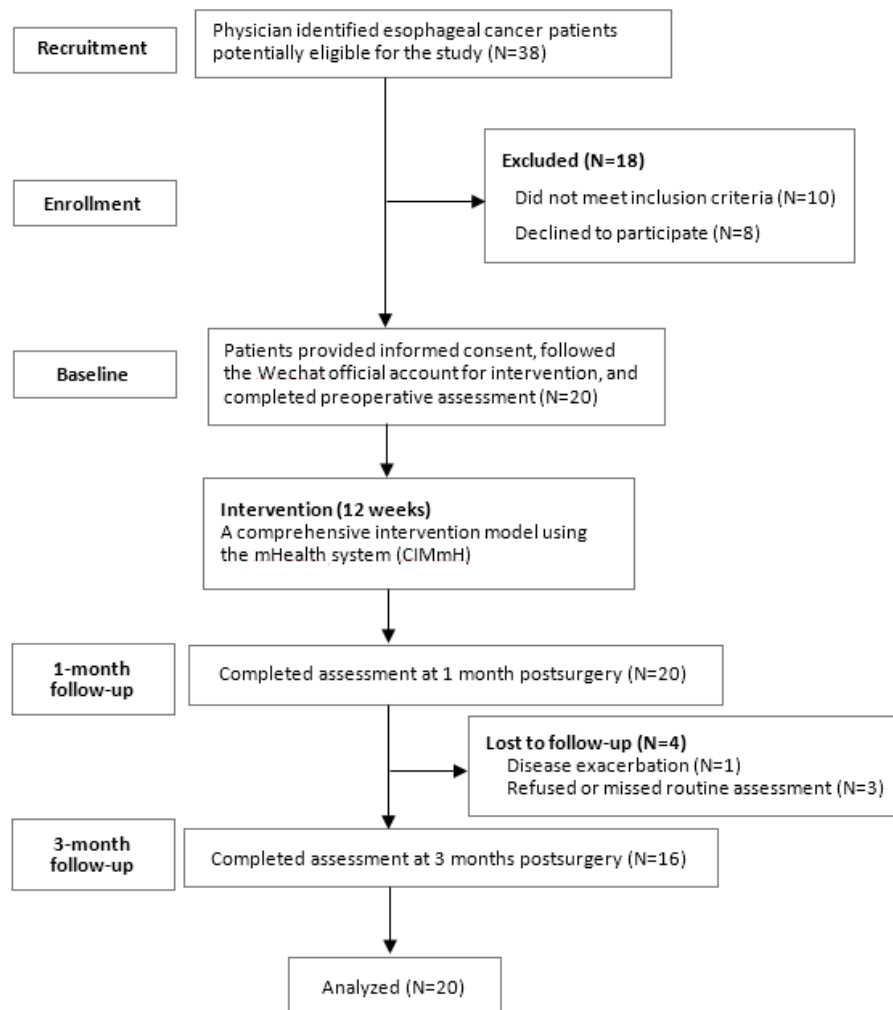 Recruitment
Physician identified esophageal cancer patients
potentially eligible for the study (N=38)
Enrollment
Excluded (N=18)
Did not meet inclusion criteria (N=10)
Declined to participate (N=8)
Baseline
Patients provided informed consent, followed
the Wechat official account for intervention, and
completed preoperative assessment (N=20)
Intervention (12 weeks)
A comprehensive intervention model using
the mHealth system (CIMmH)
1-month
follow-up
Completed assessment at 1 month postsurgery (N=20)
Lost to follow-up (N=4)
Disease exacerbation (N=1)
Refused or missed routine assessment (N=3)
3-month
follow-up
Completed assessment at 3 months postsurgery (N=16)
Analyzed (N=20)